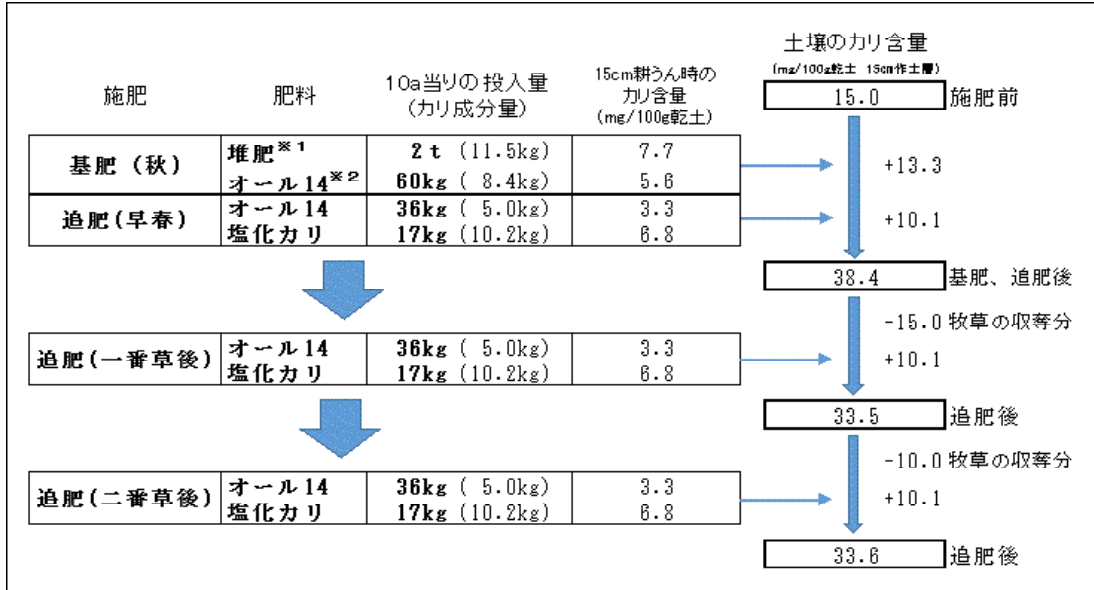 土壌のカリ含量
(mg/100g乾土 15cm作土層)
施肥
肥料
10a当りの投入量
(カリ成分量)
15cm耕うん時の
カリ含量
(mg/100g乾土)
15.0 施肥前
基肥 (秋)
堆肥※1 2t (11.5kg) 7.7
オール14※2 60kg ( 8.4kg) 5.6
+13.3
追肥(早春)
オール14 36kg ( 5.0kg) 3.3
塩化カリ 17kg (10.2kg) 6.8
+10.1
38.4 基肥、追肥後
-15.0 牧草の収奪分
追肥(一番草後)
オール14 36kg ( 5.0kg) 3.3
塩化カリ 17kg (10.2kg) 6.8
+10.1
33.5 追肥後
-10.0 牧草の収奪分
追肥(二番草後)
オール14 36kg ( 5.0kg) 3.3
塩化カリ 17kg (10.2kg) 6.8
+10.1
33.6 追肥後